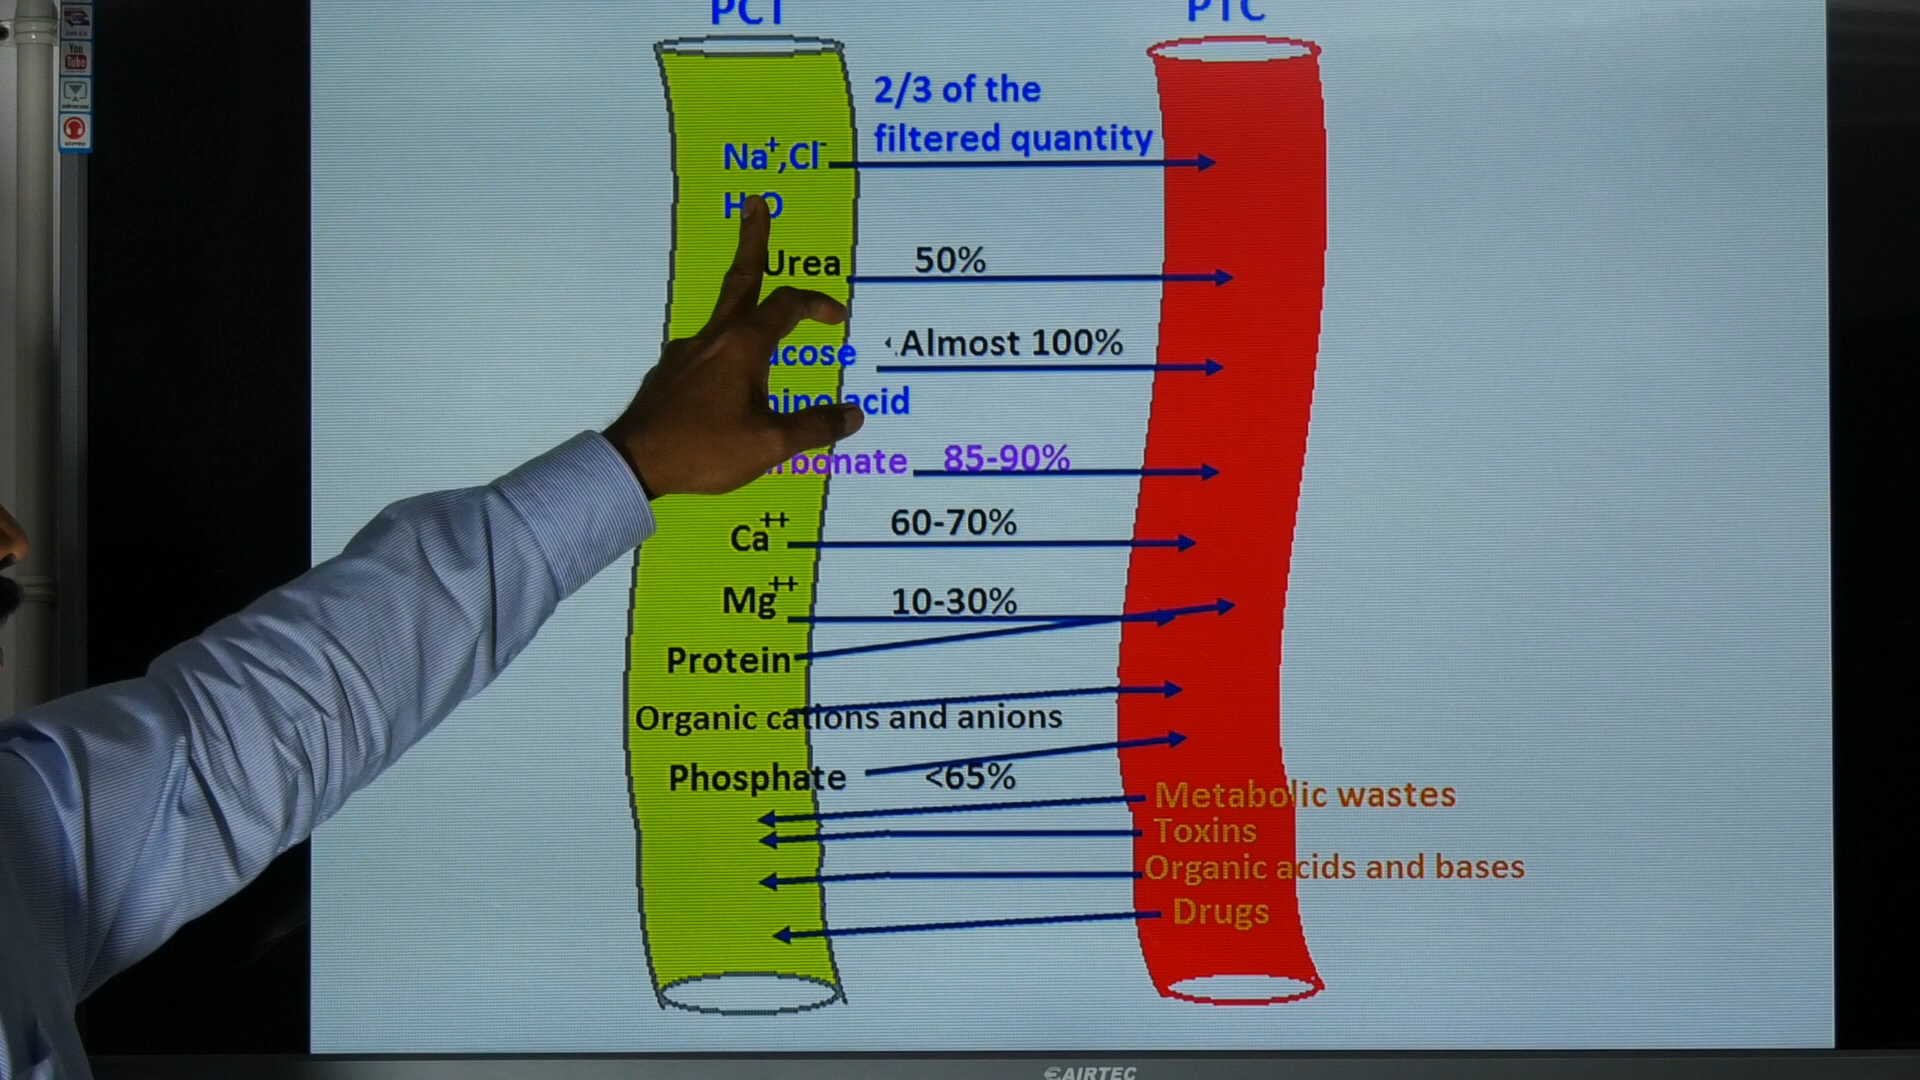 PCT
PTC
2/3 of the
filtered quantity
Na⁺,Cl⁻
Urea 50%
Almost 100%
acid
85-90%
Ca⁺⁺ 60-70%
Mg⁺⁺ 10-30%
Protein
Organic cations and anions
Phosphate <65%
Metabolic wastes
Toxins
Organic acids and bases
Drugs
You
Tube
AIRTEC